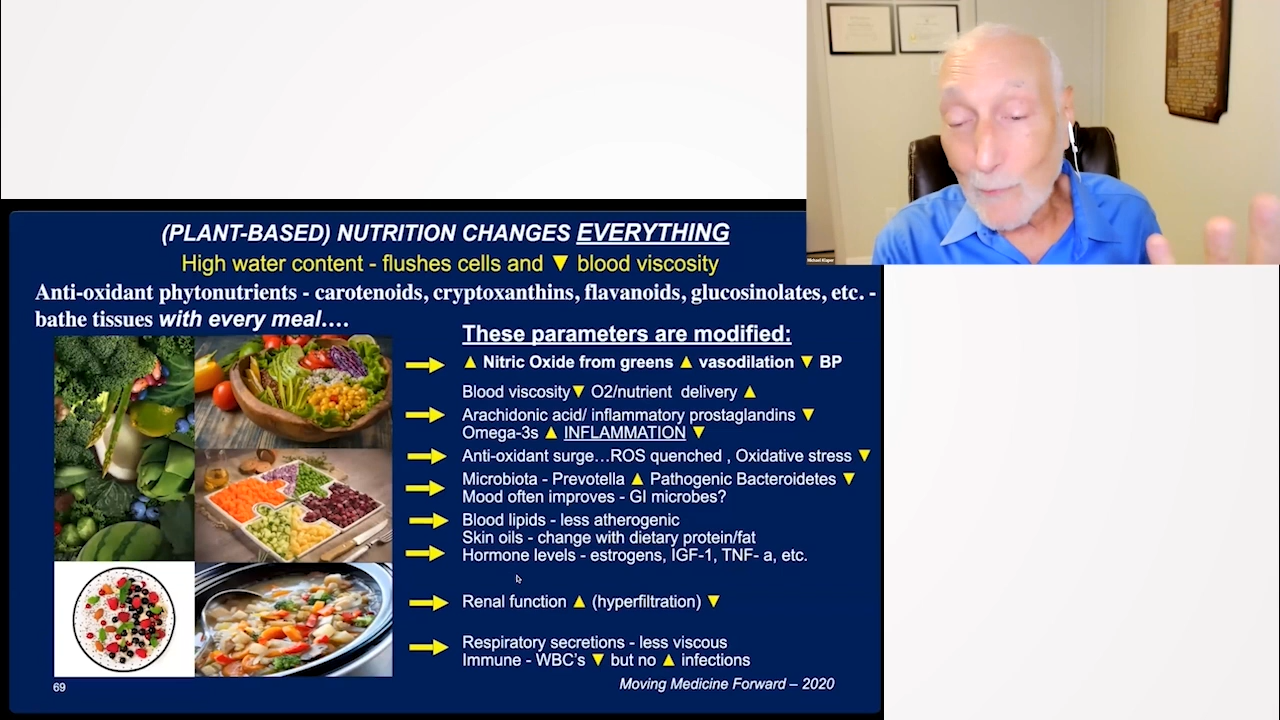 (PLANT-BASED) NUTRITION CHANGES EVERYTHING
High water content - flushes cells and ▼ blood viscosity
Anti-oxidant phytonutrients - carotenoids, cryptoxanthins, flavanoids, glucosinolates, etc. -
bathe tissues with every meal….
These parameters are modified:
▲ Nitric Oxide from greens ▲ vasodilation ▼ BP
Blood viscosity▼ O2/nutrient delivery ▲
Arachidonic acid/ inflammatory prostaglandins ▼
Omega-3s ▲ INFLAMMATION ▼
Anti-oxidant surge…ROS quenched , Oxidative stress ▼
Microbiota - Prevotella ▲ Pathogenic Bacteroidetes ▼
Mood often improves - GI microbes?
Blood lipids - less atherogenic
Skin oils - change with dietary protein/fat
Hormone levels - estrogens, IGF-1, TNF- a, etc.
Renal function ▲ (hyperfiltration) ▼
Respiratory secretions - less viscous
Immune - WBC's ▼ but no ▲ infections
69
Moving Medicine Forward – 2020
Michael Klaper